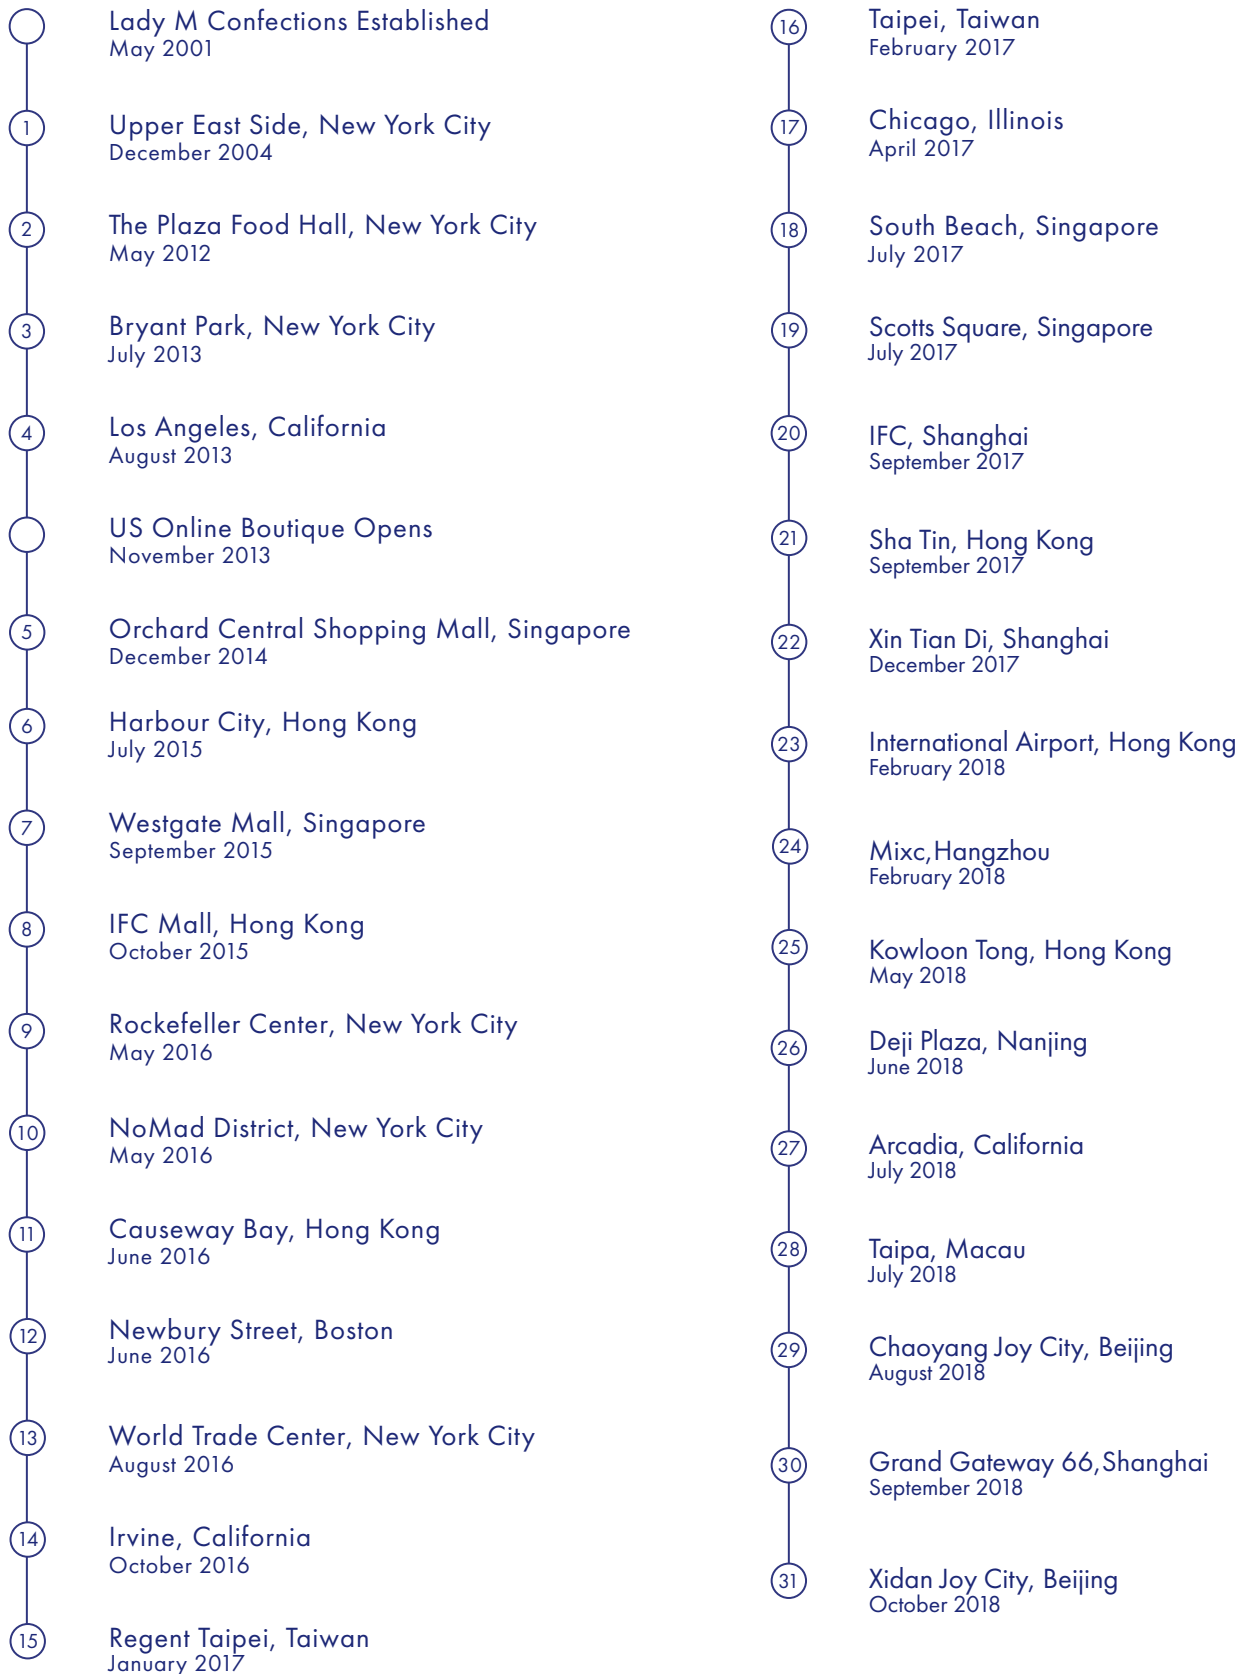 Lady M Confections Established
May 2001
1
Upper East Side, New York City
December 2004
2
The Plaza Food Hall, New York City
May 2012
3
Bryant Park, New York City
July 2013
4
Los Angeles, California
August 2013
US Online Boutique Opens
November 2013
5
Orchard Central Shopping Mall, Singapore
December 2014
6
Harbour City, Hong Kong
July 2015
7
Westgate Mall, Singapore
September 2015
8
IFC Mall, Hong Kong
October 2015
9
Rockefeller Center, New York City
May 2016
10
NoMad District, New York City
May 2016
11
Causeway Bay, Hong Kong
June 2016
12
Newbury Street, Boston
June 2016
13
World Trade Center, New York City
August 2016
14
Irvine, California
October 2016
15
Regent Taipei, Taiwan
January 2017
16
Taipei, Taiwan
February 2017
17
Chicago, Illinois
April 2017
18
South Beach, Singapore
July 2017
19
Scotts Square, Singapore
July 2017
20
IFC, Shanghai
September 2017
21
Sha Tin, Hong Kong
September 2017
22
Xin Tian Di, Shanghai
December 2017
23
International Airport, Hong Kong
February 2018
24
Mixc,Hangzhou
February 2018
25
Kowloon Tong, Hong Kong
May 2018
26
Deji Plaza, Nanjing
June 2018
27
Arcadia, California
July 2018
28
Taipa, Macau
July 2018
29
Chaoyang Joy City, Beijing
August 2018
30
Grand Gateway 66,Shanghai
September 2018
31
Xidan Joy City, Beijing
October 2018